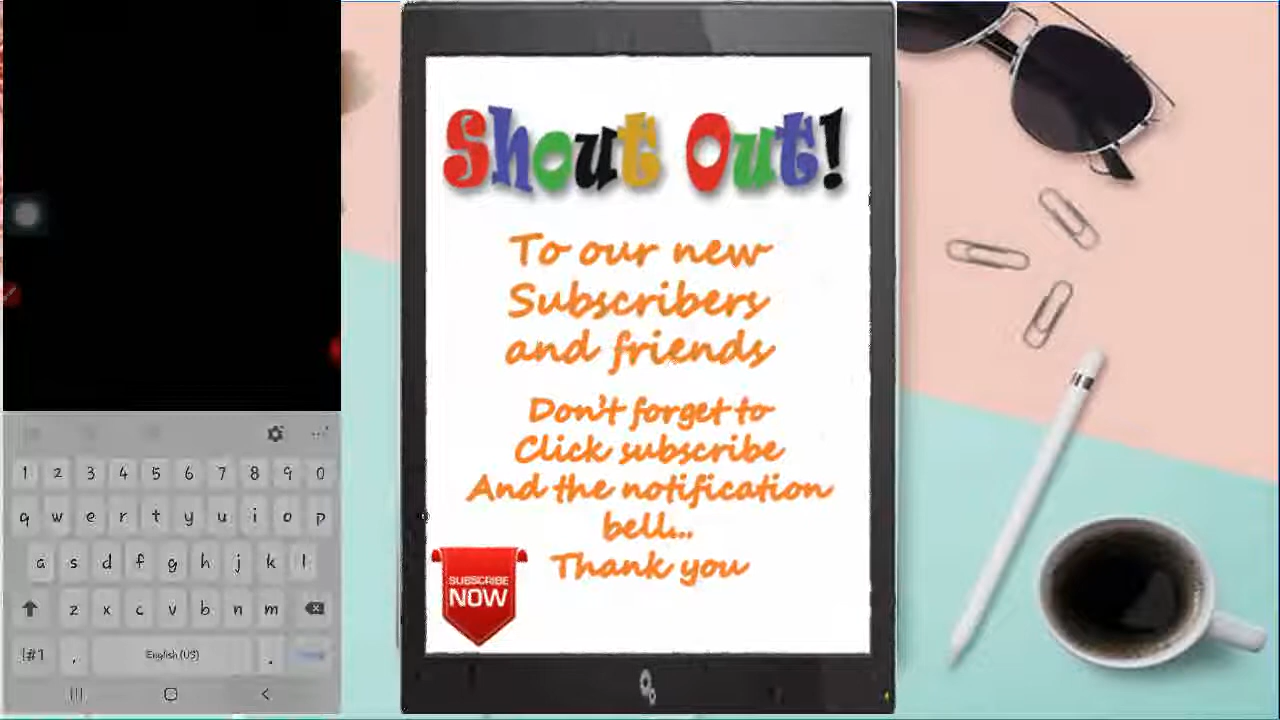 Shout Out!
To our new
Subscribers
and friends
Don't forget to
Click subscribe
And the notification
bell...
Thank you
SUBSCRIBE
NOW
1 2 3 4 5 6 7 8 9 0
q w e r t y u i o p
a s d f g h j k l
z x c v b n m
!#1 , English (US) .